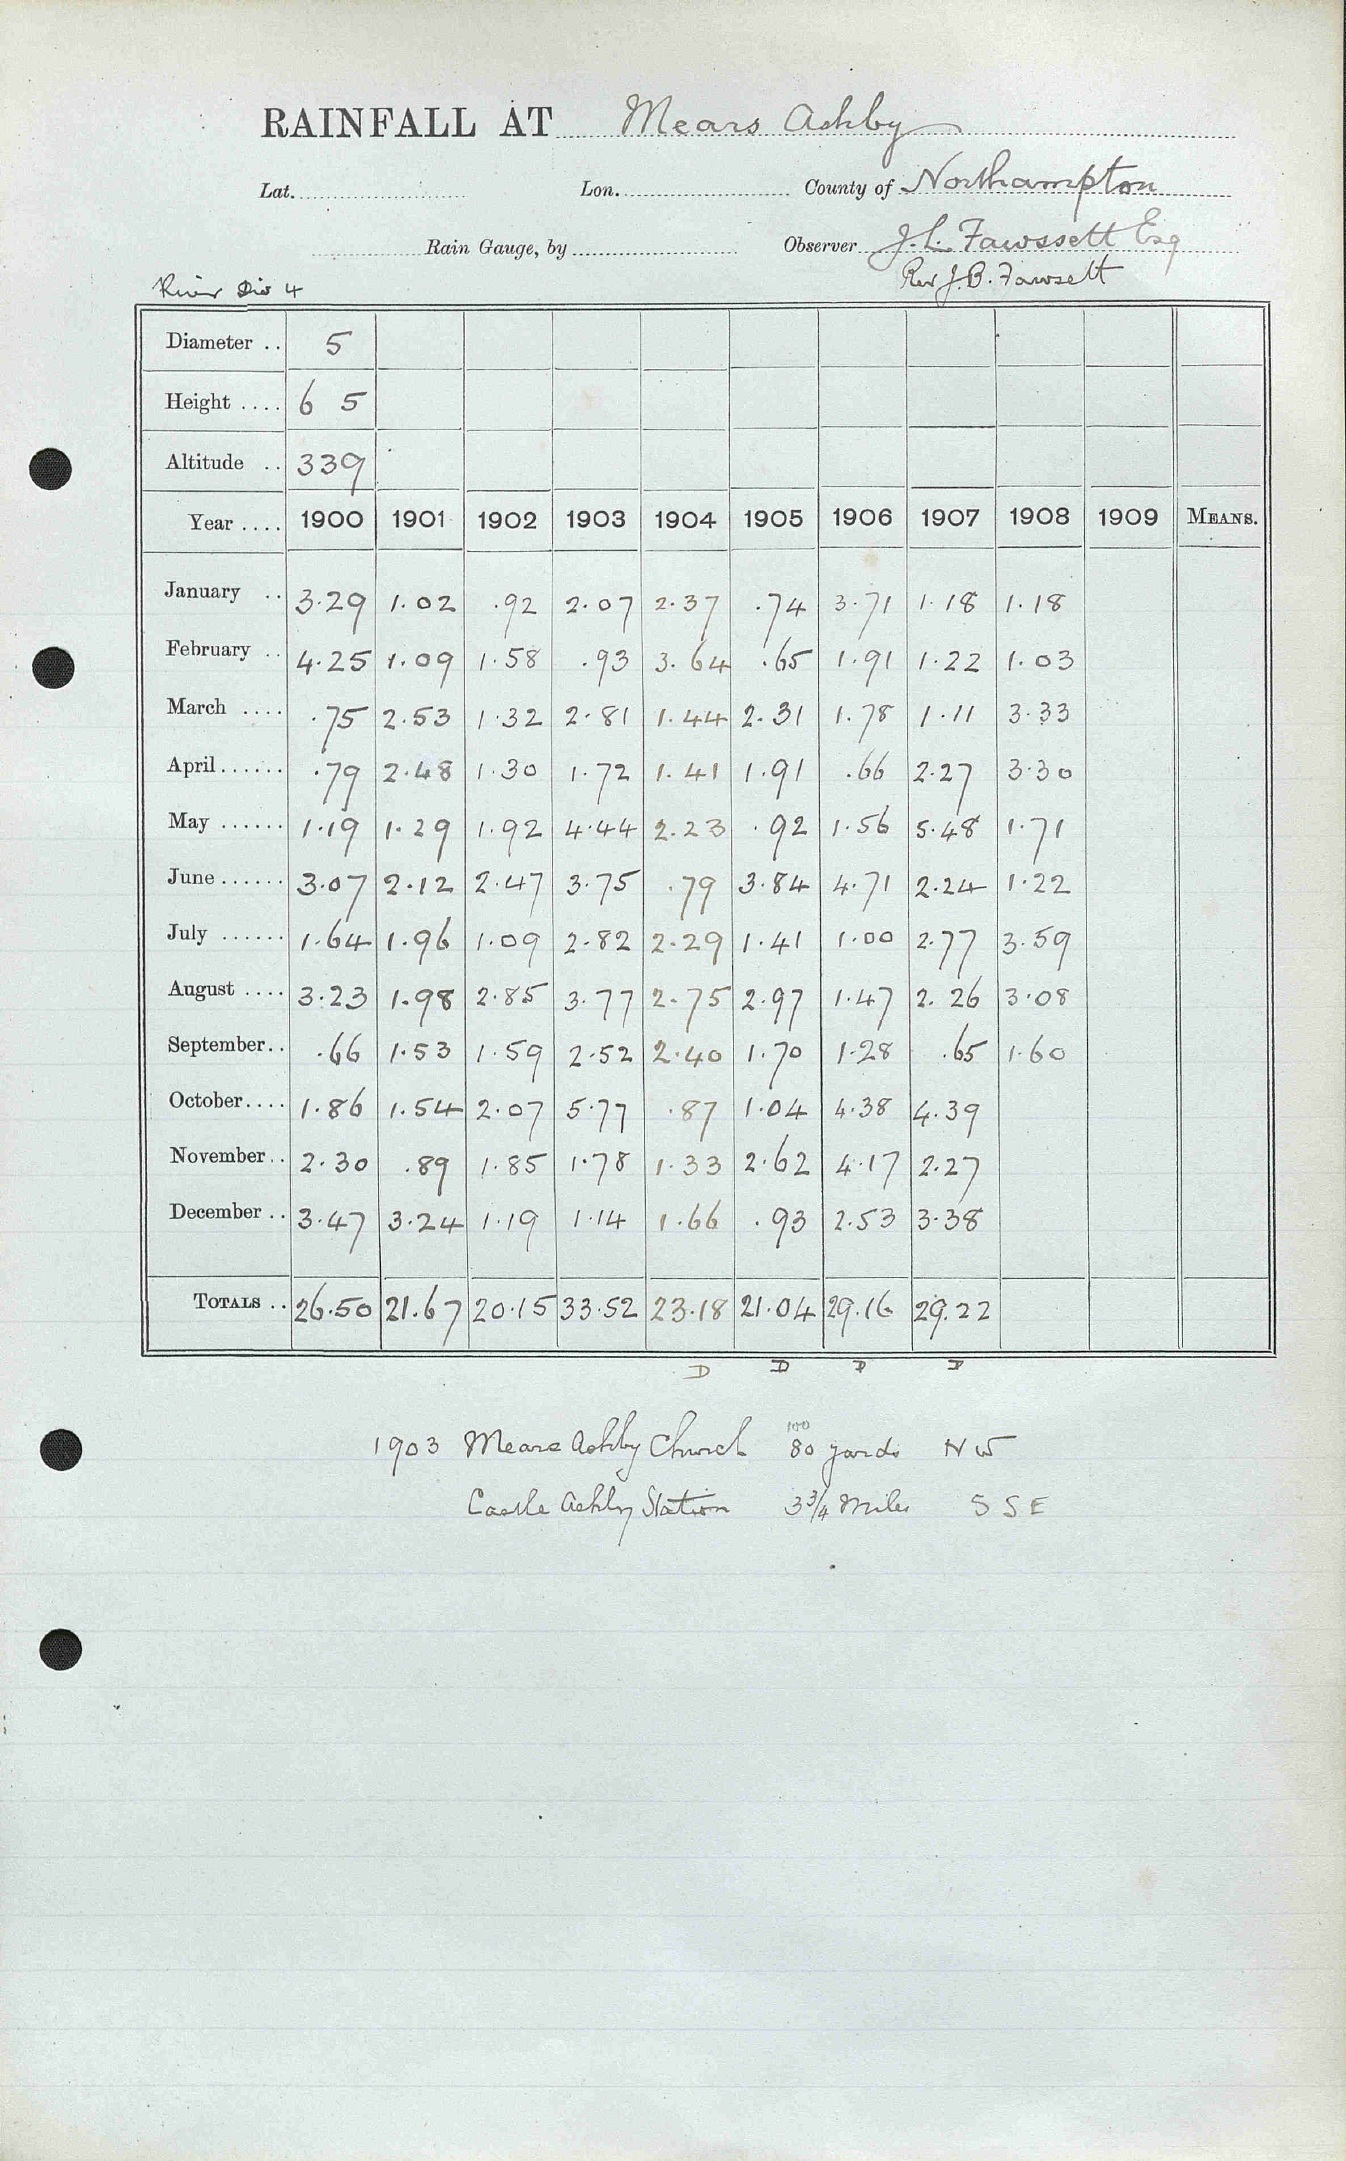 RAINFALL AT Mears Ashby
Lat. Lon. County of Northampton
Rain Gauge, by Observer J. L. Fawssett Esq
River Div 4 Rev J. B. Fawssett
Diameter .. 5
Height .... 6 5
Altitude .. 339
Year .... 1900 1901 1902 1903 1904 1905 1906 1907 1908 1909 MEANS.
January .. 3.29 1.02 .92 2.07 2.37 .74 3.71 1.18 1.18
February .. 4.25 1.09 1.58 .93 3.64 .65 1.91 1.22 1.03
March .... .75 2.53 1.32 2.81 1.44 2.31 1.78 1.11 3.33
April...... .79 2.48 1.30 1.72 1.41 1.91 .66 2.27 3.30
May ...... 1.19 1.29 1.92 4.44 2.23 .92 1.56 5.48 1.71
June...... 3.07 2.12 2.47 3.75 .79 3.84 4.71 2.24 1.22
July ...... 1.64 1.96 1.09 2.82 2.29 1.41 1.00 2.77 3.59
August .... 3.23 1.98 2.85 3.77 2.75 2.97 1.47 2.26 3.08
September.. .66 1.53 1.59 2.52 2.40 1.70 1.28 .65 1.60
October.... 1.86 1.54 2.07 5.77 .87 1.04 4.38 4.39
November.. 2.30 .89 1.85 1.78 1.33 2.62 4.17 2.27
December .. 3.47 3.24 1.19 1.14 1.66 .93 2.53 3.38
TOTALS .. 26.50 21.67 20.15 33.52 23.18 21.04 29.16 29.22
D D D D
100
1903 Mears Ashby Church 80 yards N W
Castle Ashby Station 3 3/4 Miles S S E